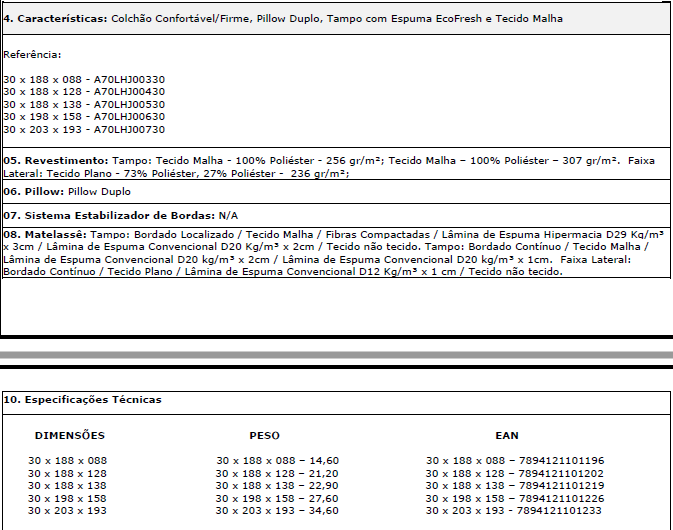 4. Características: Colchão Confortável/Firme, Pillow Duplo, Tampo com Espuma EcoFresh e Tecido Malha
Referência:
30 x 188 x 088 - A70LHJ00330
30 x 188 x 128 - A70LHJ00430
30 x 188 x 138 - A70LHJ00530
30 x 198 x 158 - A70LHJ00630
30 x 203 x 193 - A70LHJ00730
05. Revestimento: Tampo: Tecido Malha - 100% Poliéster - 256 gr/m²; Tecido Malha – 100% Poliéster – 307 gr/m². Faixa
Lateral: Tecido Plano - 73% Poliéster, 27% Poliéster - 236 gr/m²;
06. Pillow: Pillow Duplo
07. Sistema Estabilizador de Bordas: N/A
08. Matelassê: Tampo: Bordado Localizado / Tecido Malha / Fibras Compactadas / Lâmina de Espuma Hipermacia D29 Kg/m³
x 3cm / Lâmina de Espuma Convencional D20 Kg/m³ x 2cm / Tecido não tecido. Tampo: Bordado Contínuo / Tecido Malha /
Lâmina de Espuma Convencional D20 kg/m³ x 2cm / Lâmina de Espuma Convencional D20 kg/m³ x 1cm. Faixa Lateral:
Bordado Contínuo / Tecido Plano / Lâmina de Espuma Convencional D12 Kg/m³ x 1 cm / Tecido não tecido.
10. Especificações Técnicas
DIMENSÕES PESO EAN
30 x 188 x 088 30 x 188 x 088 – 14,60 30 x 188 x 088 – 7894121101196
30 x 188 x 128 30 x 188 x 128 – 21,20 30 x 188 x 128 – 7894121101202
30 x 188 x 138 30 x 188 x 138 – 22,90 30 x 188 x 138 – 7894121101219
30 x 198 x 158 30 x 198 x 158 – 27,60 30 x 198 x 158 – 7894121101226
30 x 203 x 193 30 x 203 x 193 – 34,60 30 x 203 x 193 - 7894121101233